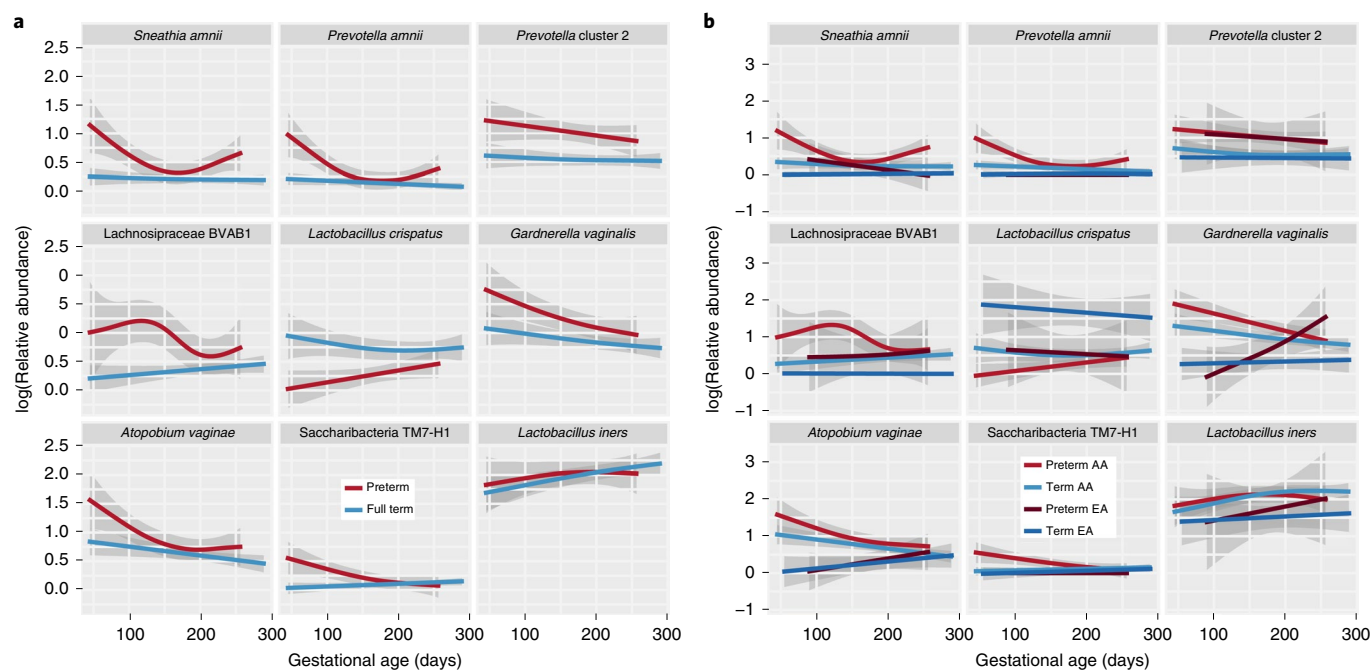 a
Sneathia amnii
Prevotella amnii
Prevotella cluster 2
2.5
2.0
1.5
1.0
0.5
0.0
Lachnosipraceae BVAB1
Lactobacillus crispatus
Gardnerella vaginalis
2.5
0
5
0
0.5
0.0
Atopobium vaginae
Saccharibacteria TM7-H1
Lactobacillus iners
2.5
2.0
1.5
1.0
0.5
0.0
Preterm
Full term
log(Relative abundance)
100 200 300
100 200 300
100 200 300
Gestational age (days)
b
Sneathia amnii
Prevotella amnii
Prevotella cluster 2
3
2
1
0
–1
Lachnosipraceae BVAB1
Lactobacillus crispatus
Gardnerella vaginalis
3
2
1
0
–1
Atopobium vaginae
Saccharibacteria TM7-H1
Lactobacillus iners
3
2
1
0
–1
Preterm AA
Term AA
Preterm EA
Term EA
log(Relative abundance)
100 200 300
100 200 300
100 200 300
Gestational age (days)